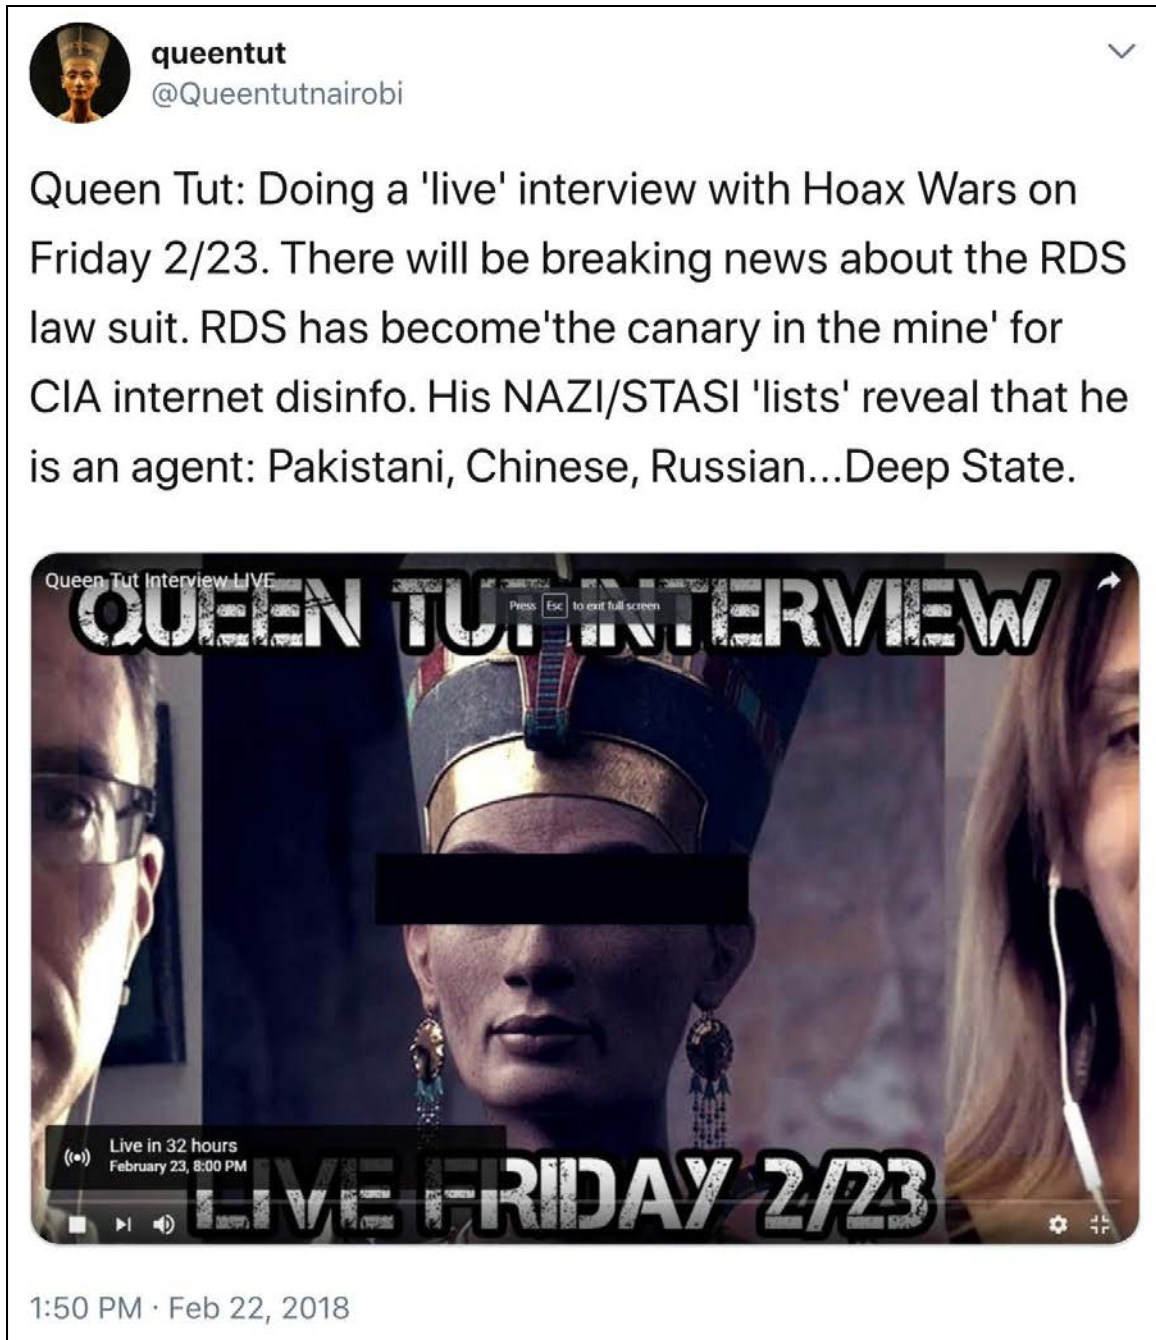 queentut
@Queentutnairobi
Queen Tut: Doing a 'live' interview with Hoax Wars on
Friday 2/23. There will be breaking news about the RDS
law suit. RDS has become'the canary in the mine' for
CIA internet disinfo. His NAZI/STASI 'lists' reveal that he
is an agent: Pakistani, Chinese, Russian...Deep State.
Queen Tut Interview LIVE
QUEEN TUT INTERVIEW
Press Esc to exit full screen
Live in 32 hours
February 23, 8:00 PM
LIVE FRIDAY 2/23
1:50 PM · Feb 22, 2018